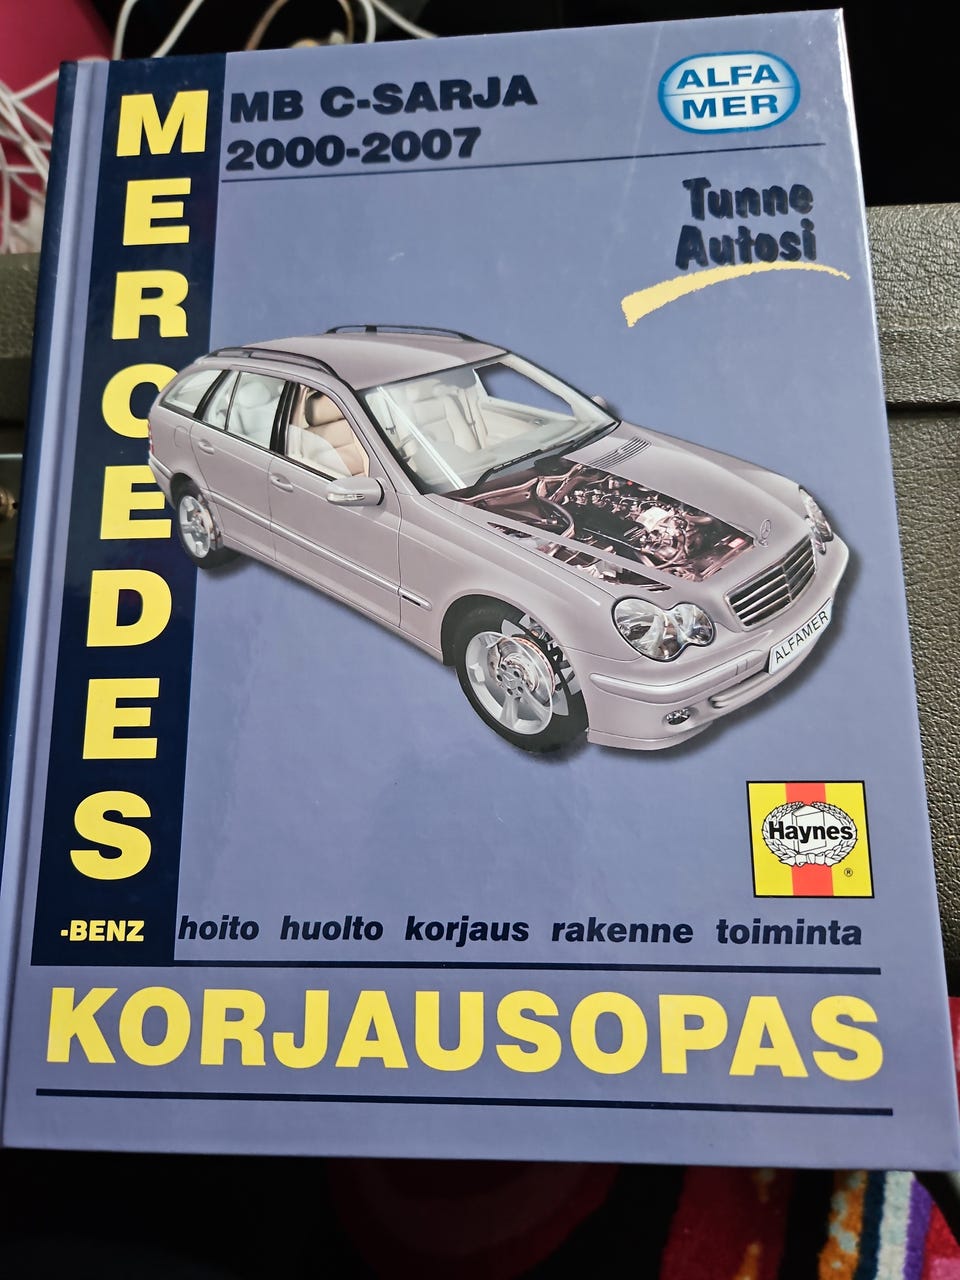 MERCEDES
-BENZ
MB C-SARJA
2000-2007
ALFA
MER
Tunne
Autosi
ALFAMER
Haynes
®
hoito huolto korjaus rakenne toiminta
KORJAUSOPAS